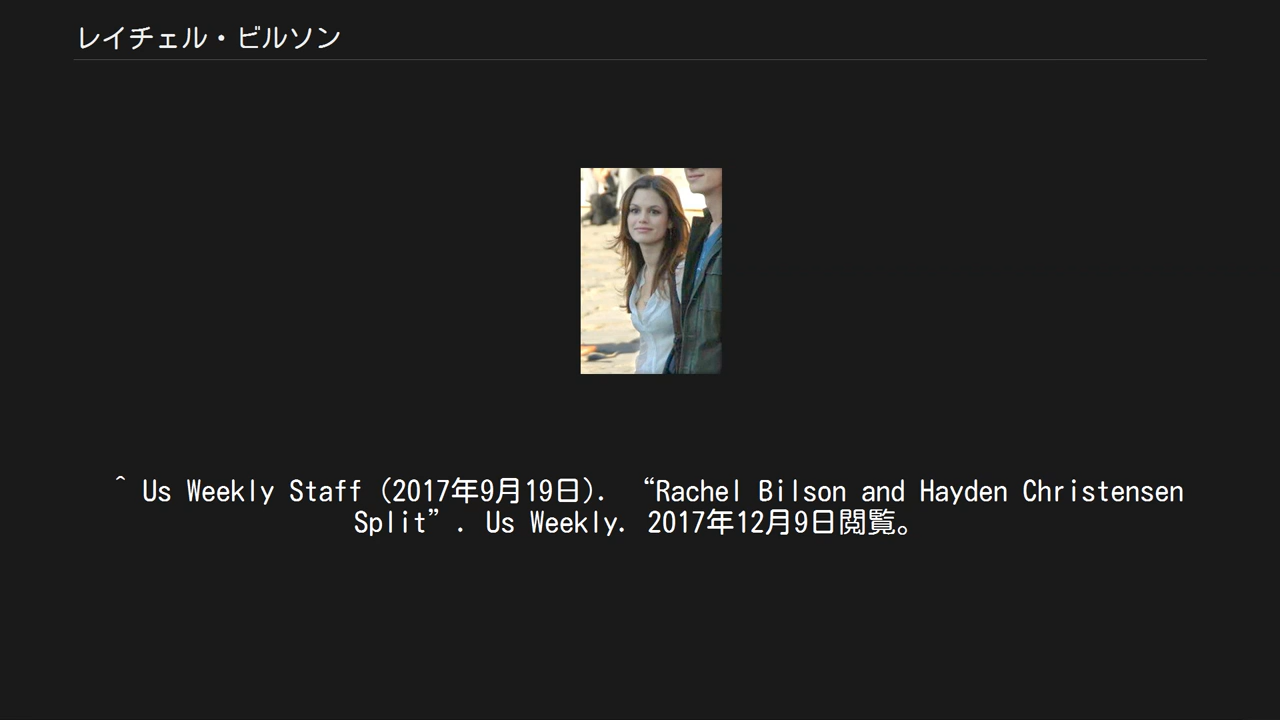 レイチェル・ビルソン
^ Us Weekly Staff (2017年9月19日). “Rachel Bilson and Hayden Christensen
Split”. Us Weekly. 2017年12月9日閲覧。